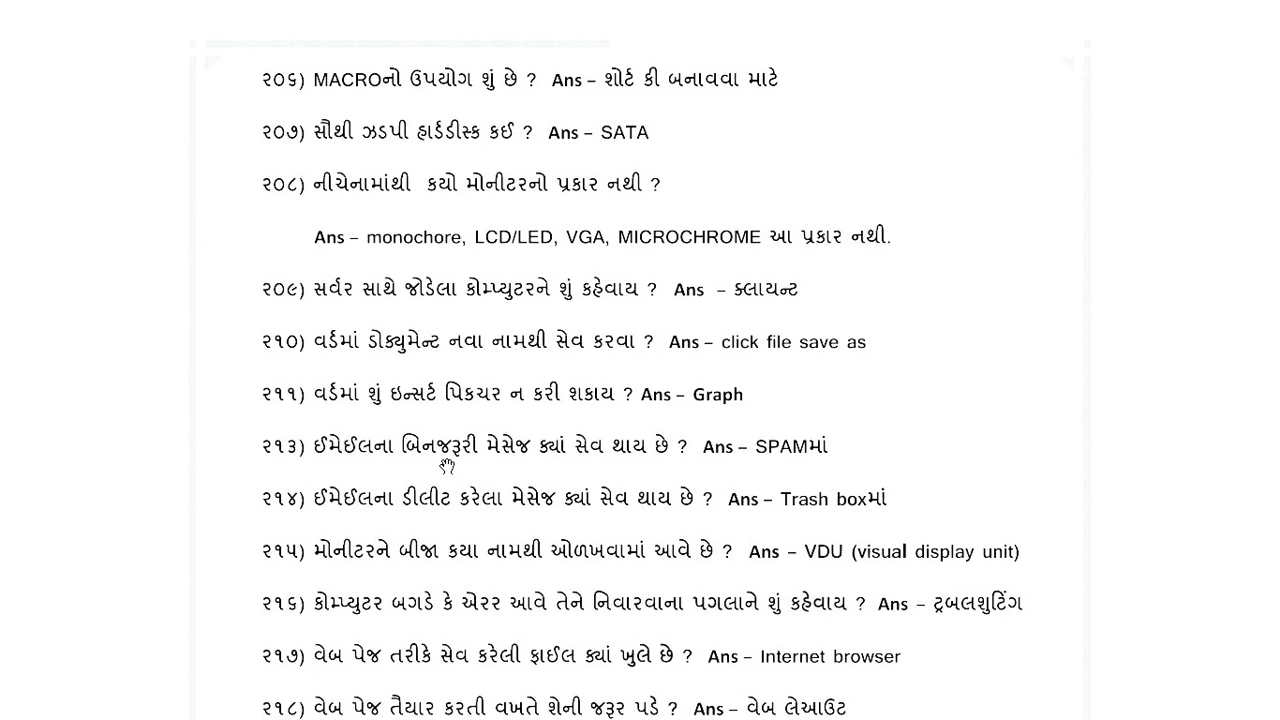 ૨૦૬) MACROનો ઉપયોગ શું છે ? Ans – શોર્ટ કી બનાવવા માટે
૨૦૭) સૌથી ઝડપી હાર્ડડીસ્ક કઈ ? Ans – SATA
૨૦૮) નીચેનામાંથી કયો મોનીટરનો પ્રકાર નથી ?
Ans – monochore, LCD/LED, VGA, MICROCHROME આ પ્રકાર નથી.
૨૦૯) સર્વર સાથે જોડેલા કોમ્પ્યુટરને શું કહેવાય ? Ans – ક્લાયન્ટ
૨૧૦) વર્ડમાં ડોક્યુમેન્ટ નવા નામથી સેવ કરવા ? Ans – click file save as
૨૧૧) વર્ડમાં શું ઇન્સર્ટ પિકચર ન કરી શકાય ? Ans – Graph
૨૧૩) ઈમેઈલના બિનજરૂરી મેસેજ ક્યાં સેવ થાય છે ? Ans – SPAMમાં
૨૧૪) ઈમેઈલના ડીલીટ કરેલા મેસેજ ક્યાં સેવ થાય છે ? Ans – Trash boxમાં
૨૧૫) મોનીટરને બીજા કયા નામથી ઓળખવામાં આવે છે ? Ans – VDU (visual display unit)
૨૧૬) કોમ્પ્યુટર બગડે કે એરર આવે તેને નિવારવાના પગલાને શું કહેવાય ? Ans – ટ્રબલશુટિંગ
૨૧૭) વેબ પેજ તરીકે સેવ કરેલી ફાઈલ ક્યાં ખુલે છે ? Ans – Internet browser
૨૧૮) વેબ પેજ તૈયાર કરતી વખતે શેની જરૂર પડે ? Ans – વેબ લેઆઉટ